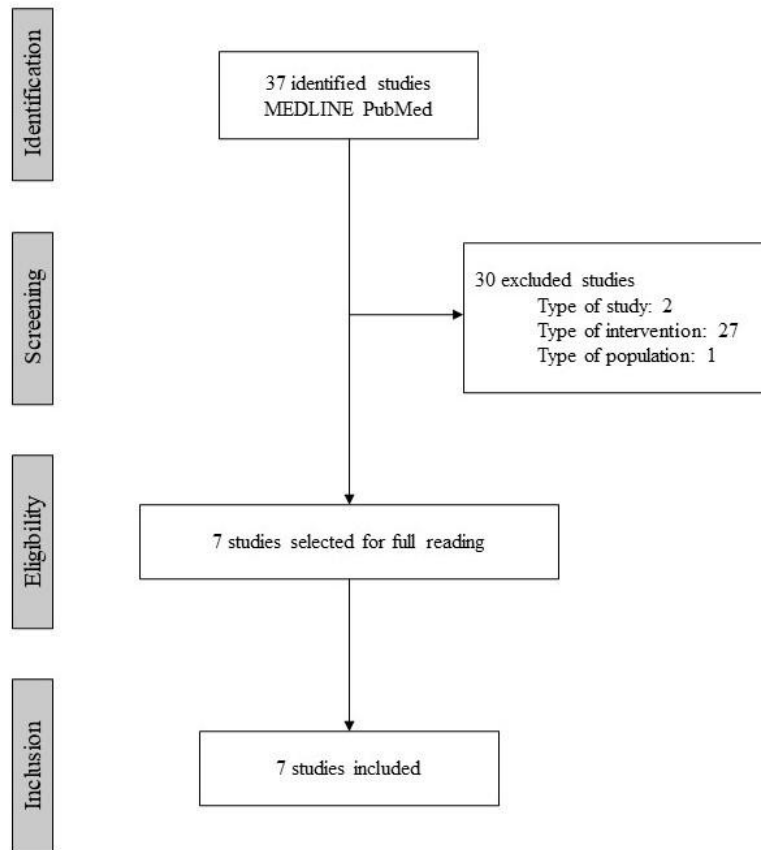 Identification
37 identified studies
MEDLINE PubMed
Screening
30 excluded studies
Type of study: 2
Type of intervention: 27
Type of population: 1
Eligibility
7 studies selected for full reading
Inclusion
7 studies included